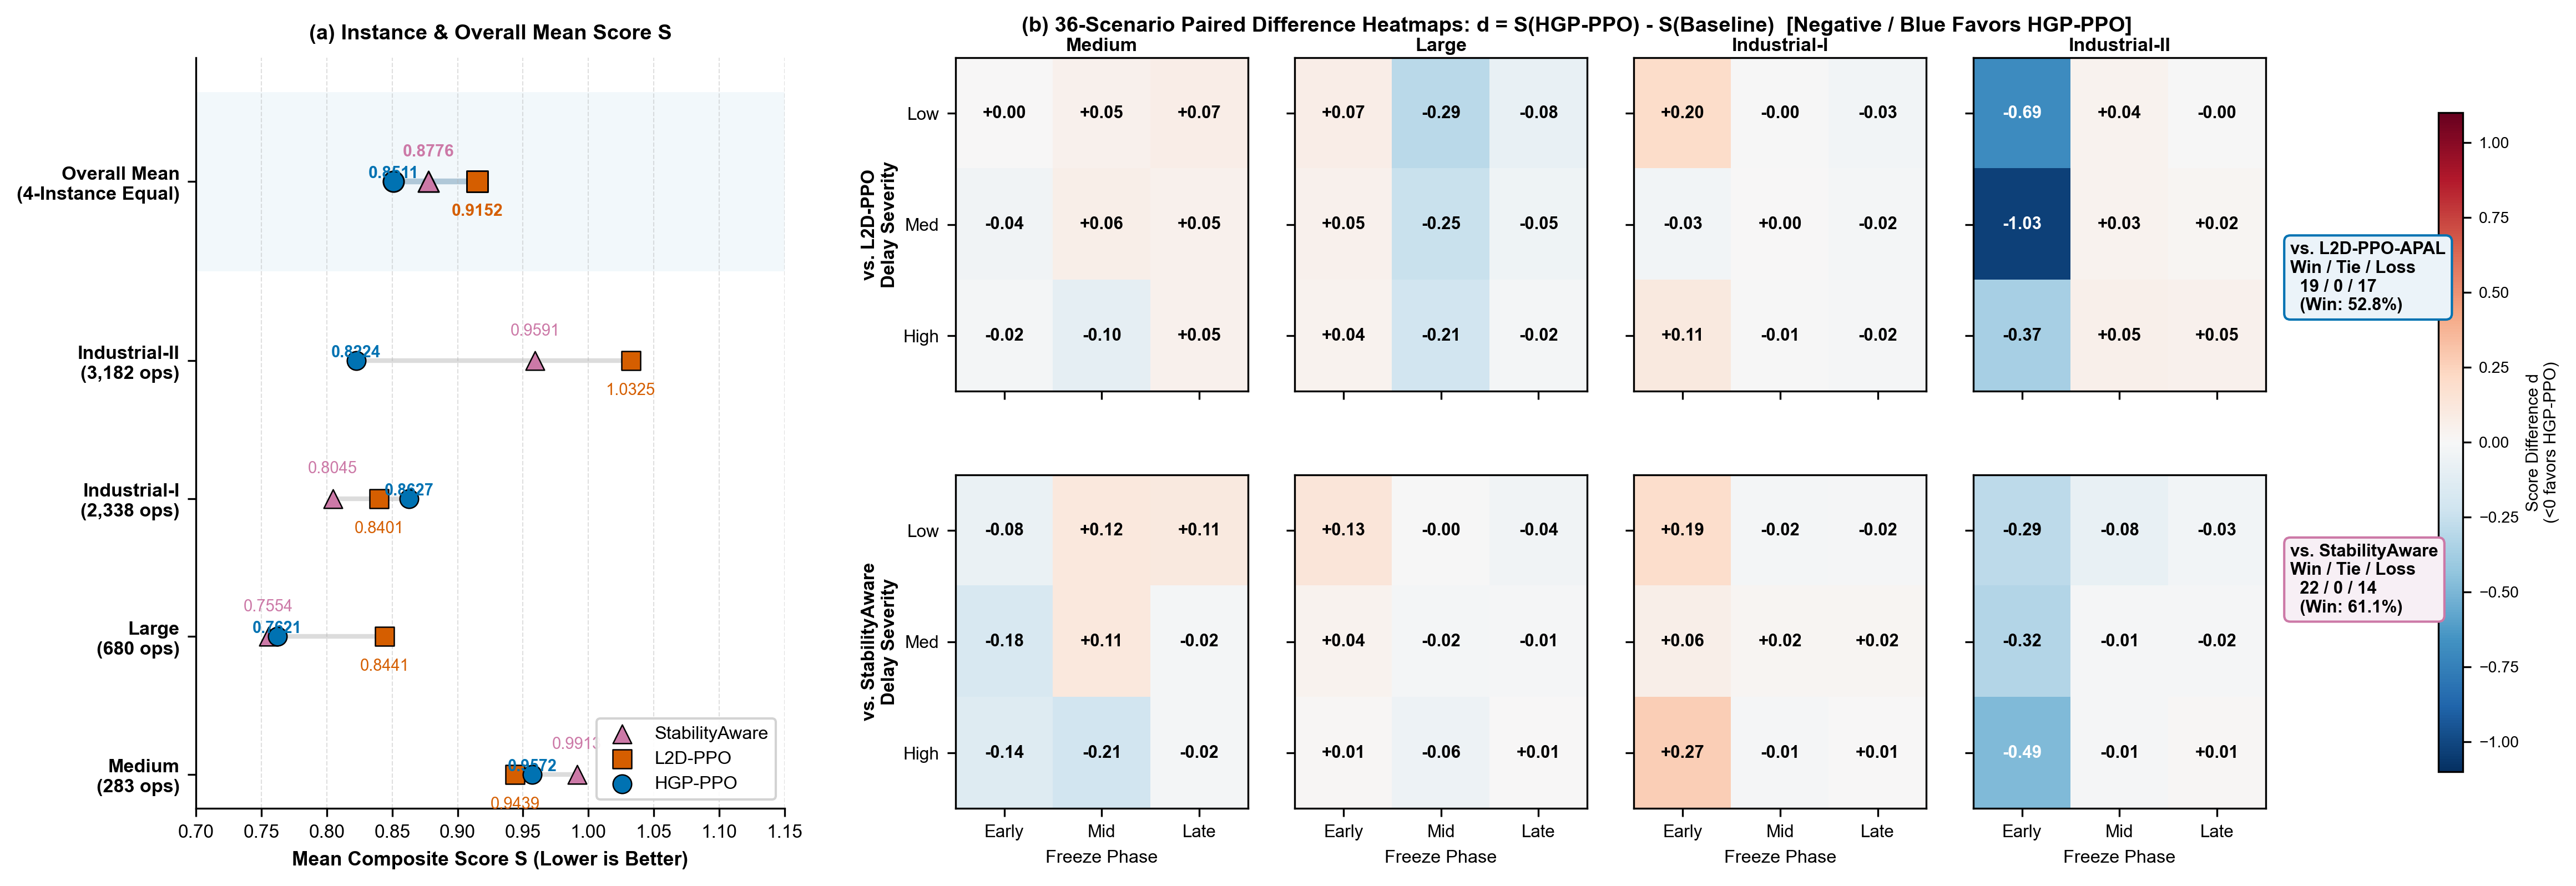 (a) Instance & Overall Mean Score S
Overall Mean
(4-Instance Equal)
Industrial-II
(3,182 ops)
Industrial-I
(2,338 ops)
Large
(680 ops)
Medium
(283 ops)
0.8776
0.8511
0.9152
0.9591
0.8224
1.0325
0.8045
0.8627
0.8401
0.7554
0.7621
0.8441
0.9913
0.9572
0.9439
StabilityAware
L2D-PPO
HGP-PPO
0.70 0.75 0.80 0.85 0.90 0.95 1.00 1.05 1.10 1.15
Mean Composite Score S (Lower is Better)
(b) 36-Scenario Paired Difference Heatmaps: d = S(HGP-PPO) - S(Baseline) [Negative / Blue Favors HGP-PPO]
Medium Large Industrial-I Industrial-II
vs. L2D-PPO
Delay Severity
Low +0.00 +0.05 +0.07 +0.07 -0.29 -0.08 +0.20 -0.00 -0.03 -0.69 +0.04 -0.00
Med -0.04 +0.06 +0.05 +0.05 -0.25 -0.05 -0.03 +0.00 -0.02 -1.03 +0.03 +0.02
High -0.02 -0.10 +0.05 +0.04 -0.21 -0.02 +0.11 -0.01 -0.02 -0.37 +0.05 +0.05
vs. StabilityAware
Delay Severity
Low -0.08 +0.12 +0.11 +0.13 -0.00 -0.04 +0.19 -0.02 -0.02 -0.29 -0.08 -0.03
Med -0.18 +0.11 -0.02 +0.04 -0.02 -0.01 +0.06 +0.02 +0.02 -0.32 -0.01 -0.02
High -0.14 -0.21 -0.02 +0.01 -0.06 +0.01 +0.27 -0.01 +0.01 -0.49 -0.01 +0.01
Early Mid Late Early Mid Late Early Mid Late Early Mid Late
Freeze Phase Freeze Phase Freeze Phase Freeze Phase
vs. L2D-PPO-APAL
Win / Tie / Loss
19 / 0 / 17
(Win: 52.8%)
vs. StabilityAware
Win / Tie / Loss
22 / 0 / 14
(Win: 61.1%)
1.00
0.75
0.50
0.25
0.00
−0.25
−0.50
−0.75
−1.00
Score Difference d
(<0 favors HGP-PPO)